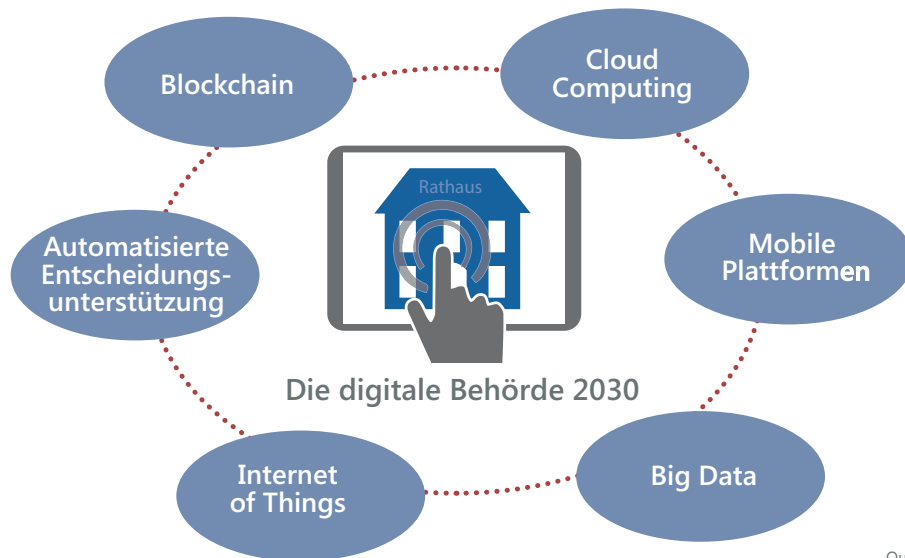 Blockchain
Cloud
Computing
Rathaus
Automatisierte
Entscheidungs-
unterstützung
Mobile
Plattformen
Die digitale Behörde 2030
Internet
of Things
Big Data